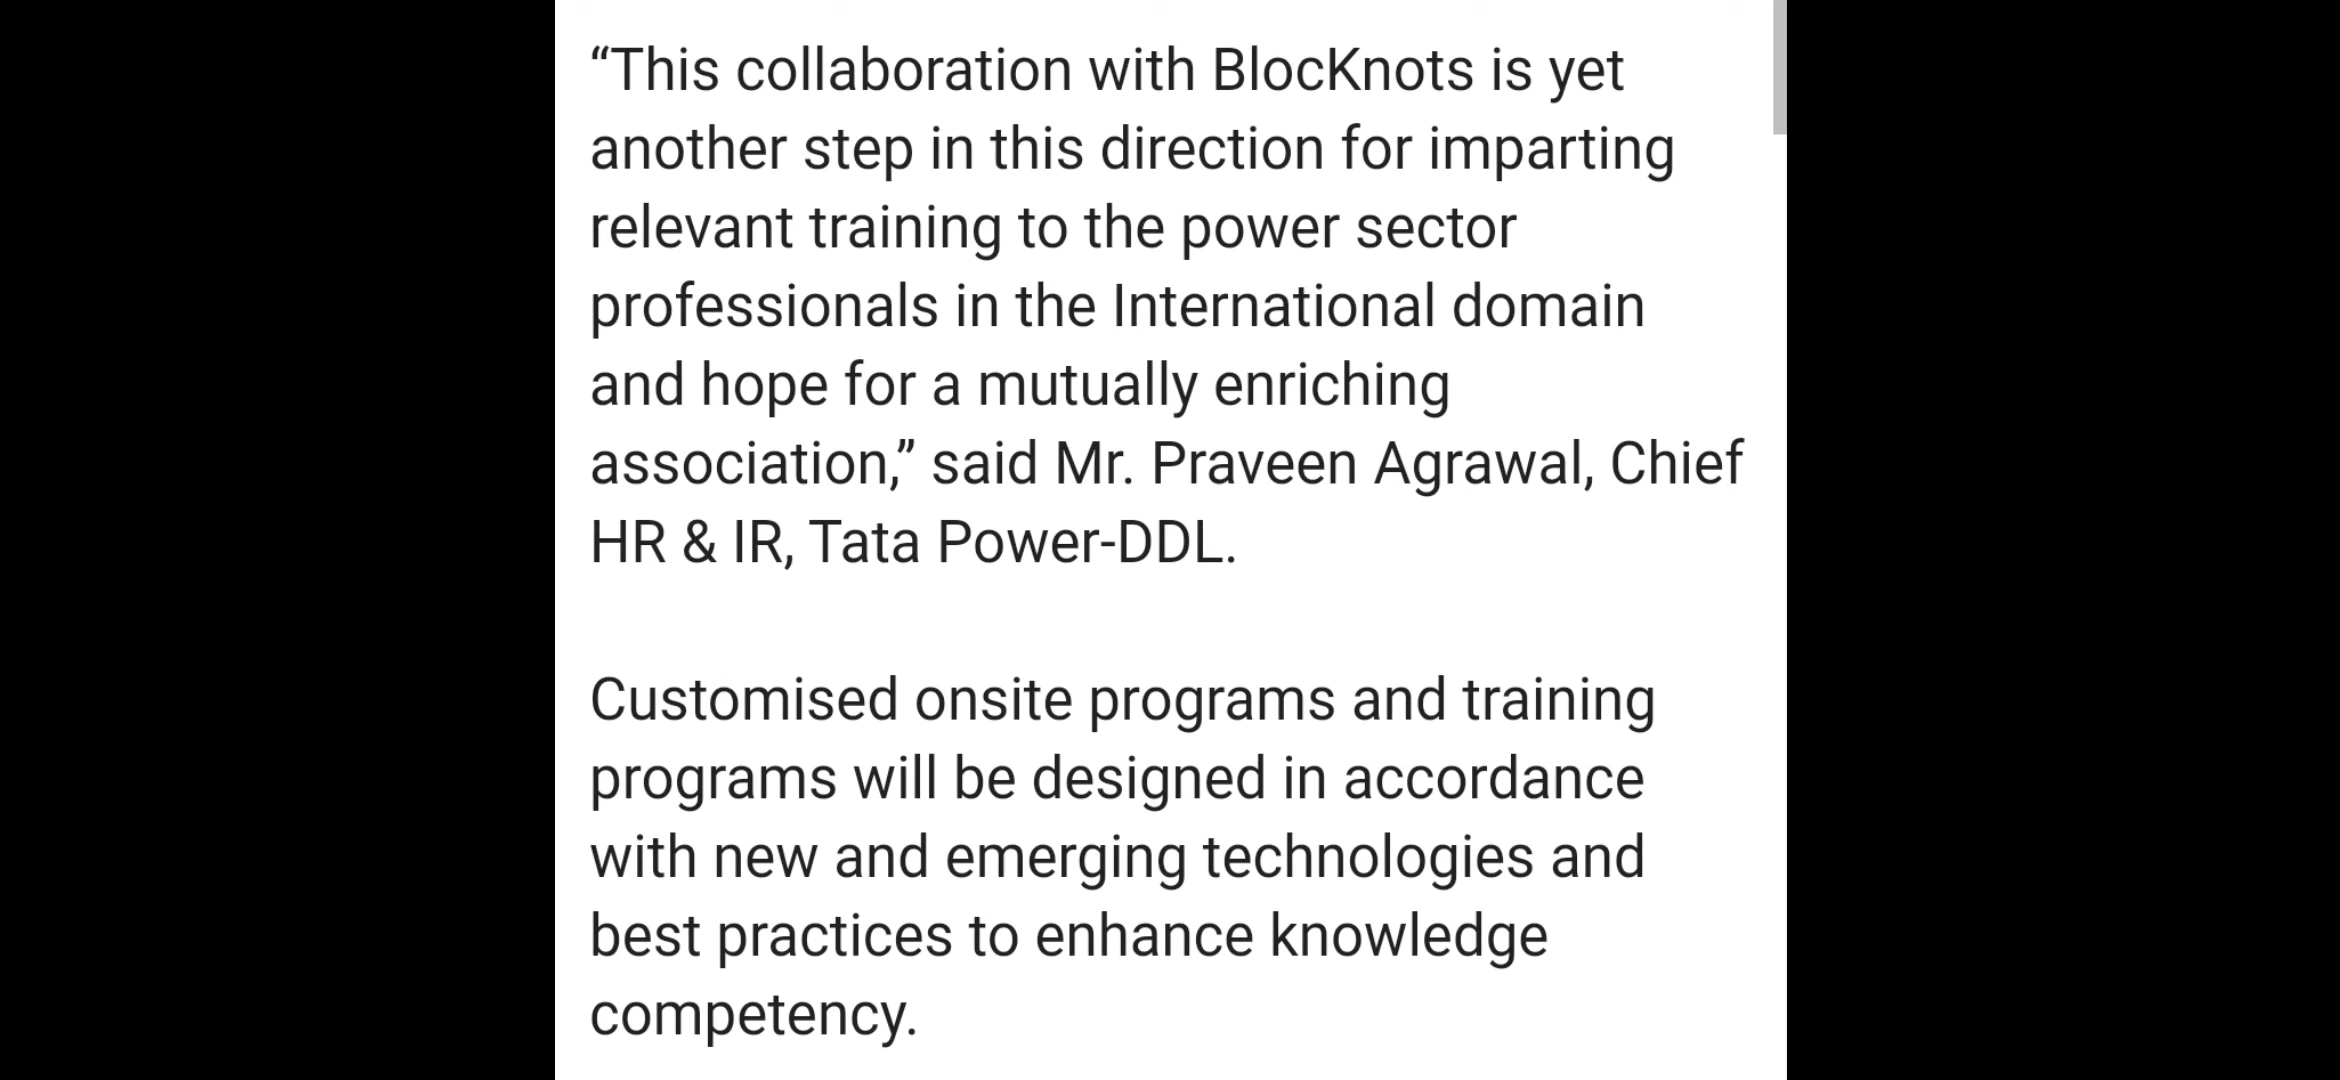 “This collaboration with BlocKnots is yet
another step in this direction for imparting
relevant training to the power sector
professionals in the International domain
and hope for a mutually enriching
association,” said Mr. Praveen Agrawal, Chief
HR & IR, Tata Power-DDL.
Customised onsite programs and training
programs will be designed in accordance
with new and emerging technologies and
best practices to enhance knowledge
competency.